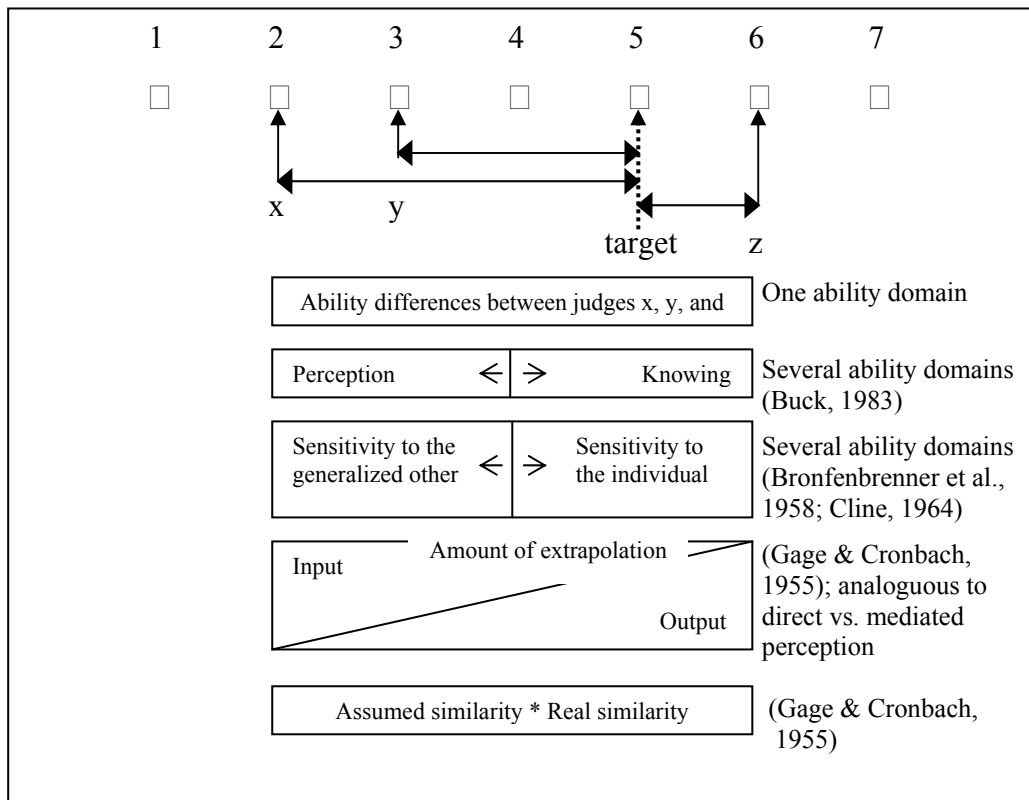 1 2 3 4 5 6 7
x y target z
Ability differences between judges x, y, and
One ability domain
Perception Knowing
Several ability domains
(Buck, 1983)
Sensitivity to the
generalized other
Sensitivity to
the individual
Several ability domains
(Bronfenbrenner et al.,
1958; Cline, 1964)
Amount of extrapolation
Input
Output
(Gage & Cronbach,
1955); analoguous to
direct vs. mediated
perception
Assumed similarity * Real similarity
(Gage & Cronbach,
1955)